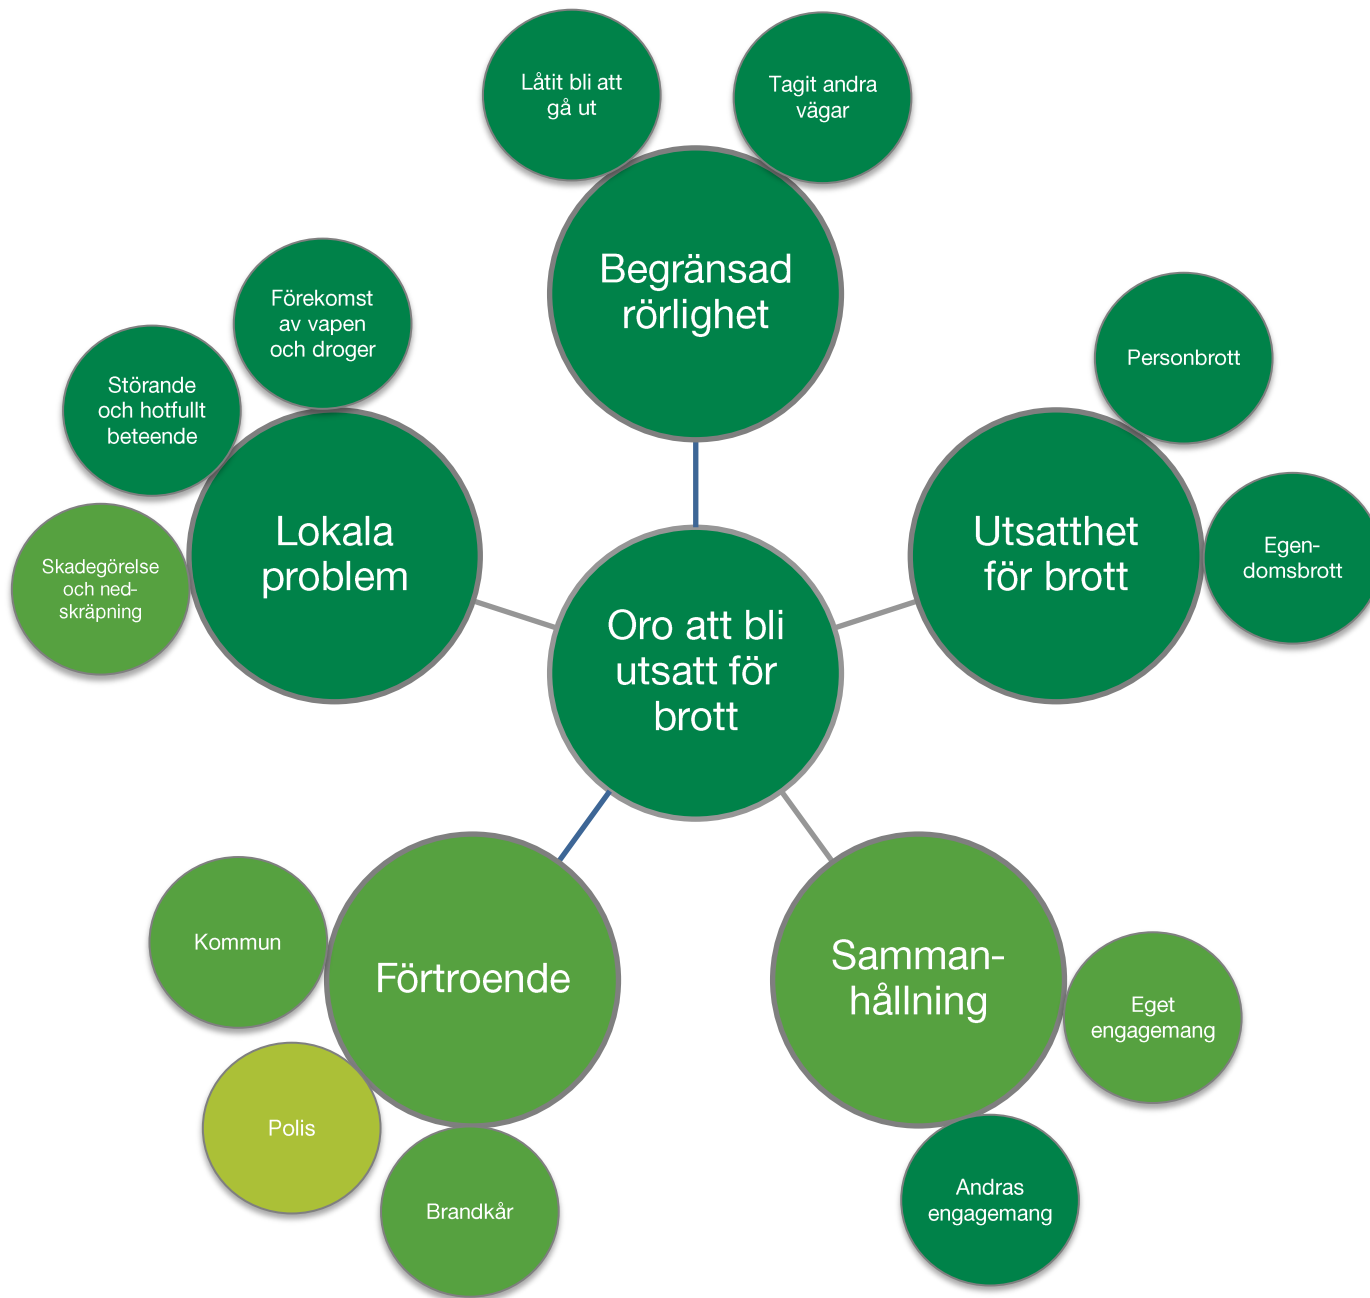 Låtit bli att
gå ut
Tagit andra
vägar
Begränsad
rörlighet
Förekomst
av vapen
och droger
Störande
och hotfullt
beteende
Skadegörelse
och ned-
skräpning
Lokala
problem
Personbrott
Egen-
domsbrott
Utsatthet
för brott
Oro att bli
utsatt för
brott
Kommun
Polis
Brandkår
Förtroende
Samman-
hållning
Eget
engagemang
Andras
engagemang